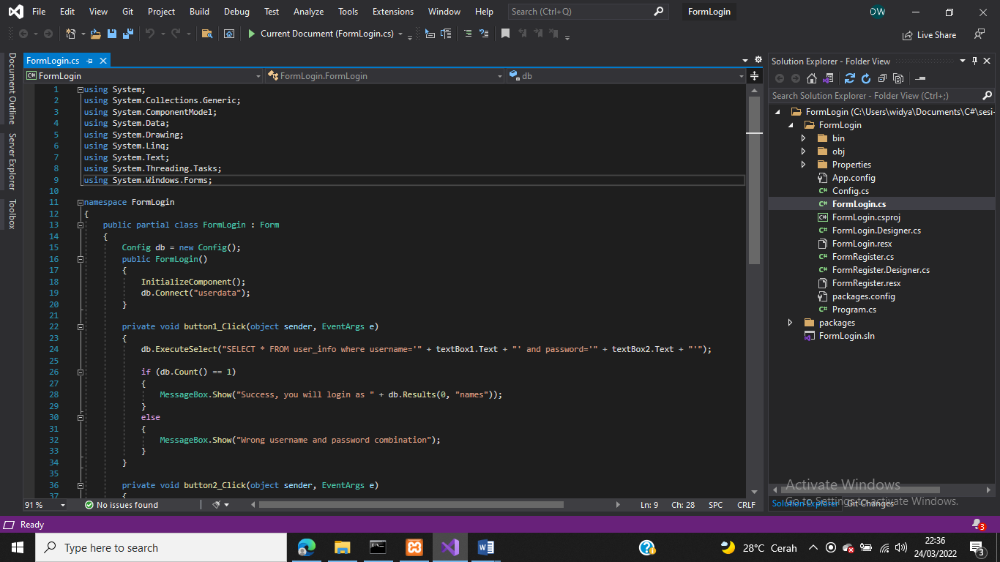 File Edit View Git Project Build Debug Test Analyze Tools Extensions Window Help Search (Ctrl+Q) FormLogin OW
Current Document (FormLogin.cs) Live Share
Document Outline
Server Explorer
Toolbox
FormLogin.cs
FormLogin FormLogin.FormLogin db
1 using System;
2 using System.Collections.Generic;
3 using System.ComponentModel;
4 using System.Data;
5 using System.Drawing;
6 using System.Linq;
7 using System.Text;
8 using System.Threading.Tasks;
9 using System.Windows.Forms;
10
11 namespace FormLogin
12 {
13 public partial class FormLogin : Form
14 {
15 Config db = new Config();
16 public FormLogin()
17 {
18 InitializeComponent();
19 db.Connect("userdata");
20 }
21
22 private void button1_Click(object sender, EventArgs e)
23 {
24 db.ExecuteSelect("SELECT * FROM user_info where username='" + textBox1.Text + "' and password='" + textBox2.Text + "'");
25
26 if (db.Count() == 1)
27 {
28 MessageBox.Show("Success, you will login as " + db.Results(0, "names"));
29 }
30 else
31 {
32 MessageBox.Show("Wrong username and password combination");
33 }
34 }
35
36 private void button2_Click(object sender, EventArgs e)
37 {
91 % No issues found Ln: 9 Ch: 28 SPC CRLF
Solution Explorer - Folder View
Search Solution Explorer - Folder View (Ctrl+;)
FormLogin (C:\Users\widya\Documents\C#\sesi-
FormLogin
bin
obj
Properties
App.config
Config.cs
FormLogin.cs
FormLogin.csproj
FormLogin.Designer.cs
FormLogin.resx
FormRegister.cs
FormRegister.Designer.cs
FormRegister.resx
packages.config
Program.cs
packages
FormLogin.sln
Activate Windows
Go to Settings to activate Windows.
Solution Explorer Git Changes
Ready 3
Type here to search 28°C Cerah 22:36
24/03/2022 3